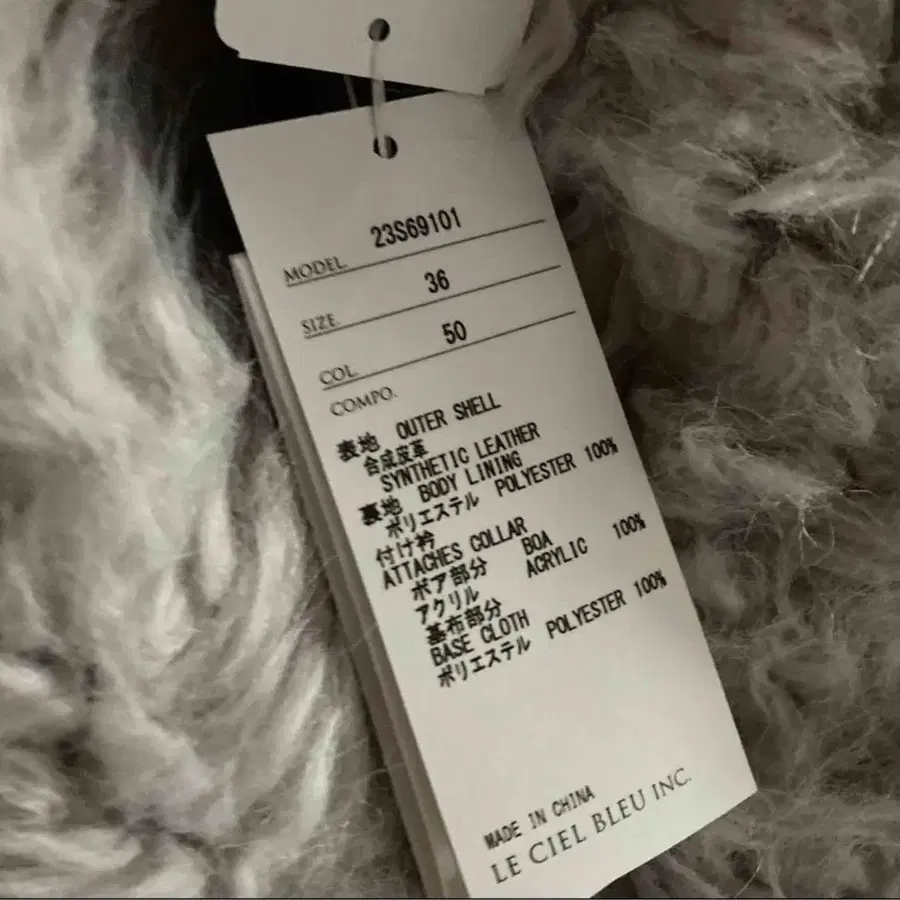 MODEL. 23S69101
SIZE. 36
COL. 50
COMPO.
表地 OUTER SHELL
合成皮革
SYNTHETIC LEATHER
裏地 BODY LINING
ポリエステル POLYESTER 100%
付け衿
ATTACHES COLLAR
ボア部分 BOA
アクリル ACRYLIC 100%
基布部分
BASE CLOTH
ポリエステル POLYESTER 100%
MADE IN CHINA
LE CIEL BLEU INC.